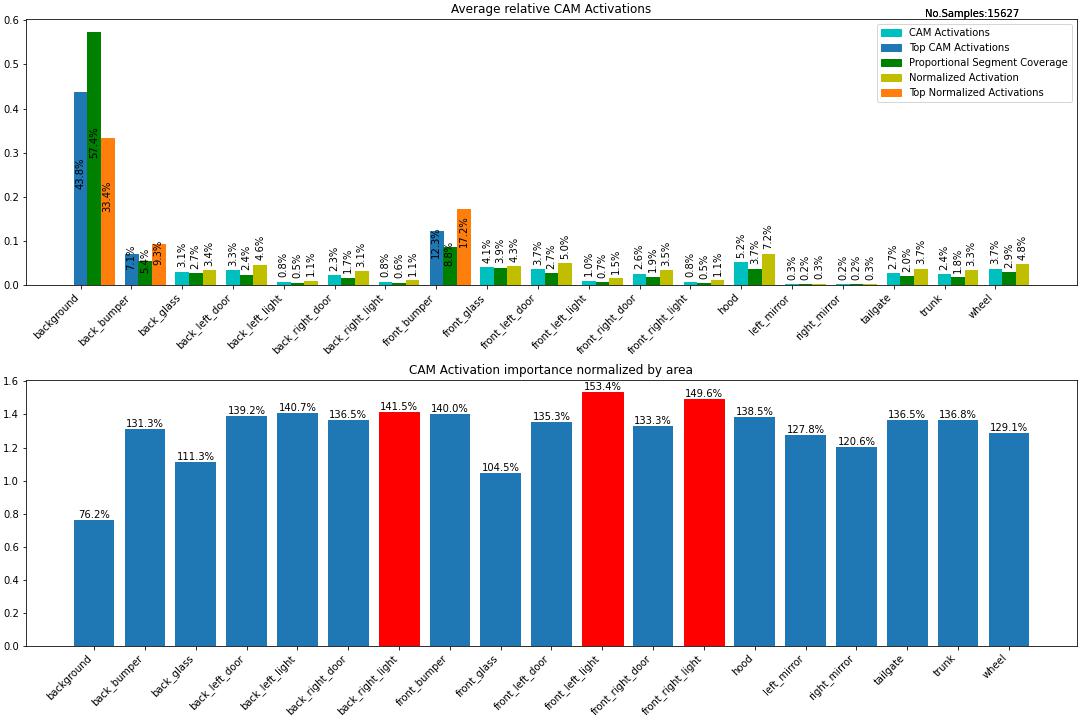 Average relative CAM Activations
No.Samples:15627
CAM Activations
Top CAM Activations
Proportional Segment Coverage
Normalized Activation
Top Normalized Activations
0.6
0.5
0.4
0.3
0.2
0.1
0.0
43.8% 57.4% 33.4%
7.1% 5.4% 9.3%
3.1% 2.7% 3.4%
3.3% 2.4% 4.6%
0.8% 0.5% 1.1%
2.3% 1.7% 3.1%
0.8% 0.6% 1.1%
12.3% 8.8% 17.2%
4.1% 3.9% 4.3%
3.7% 2.7% 5.0%
1.0% 0.7% 1.5%
2.6% 1.9% 3.5%
0.8% 0.5% 1.1%
5.2% 3.7% 7.2%
0.3% 0.2% 0.3%
0.2% 0.2% 0.3%
2.7% 2.0% 3.7%
2.4% 1.8% 3.3%
3.7% 2.9% 4.8%
background back_bumper back_glass back_left_door back_left_light back_right_door back_right_light front_bumper front_glass front_left_door front_left_light front_right_door front_right_light hood left_mirror right_mirror tailgate trunk wheel
CAM Activation importance normalized by area
1.6
1.4
1.2
1.0
0.8
0.6
0.4
0.2
0.0
76.2% 131.3% 111.3% 139.2% 140.7% 136.5% 141.5% 140.0% 104.5% 135.3% 153.4% 133.3% 149.6% 138.5% 127.8% 120.6% 136.5% 136.8% 129.1%
background back_bumper back_glass back_left_door back_left_light back_right_door back_right_light front_bumper front_glass front_left_door front_left_light front_right_door front_right_light hood left_mirror right_mirror tailgate trunk wheel